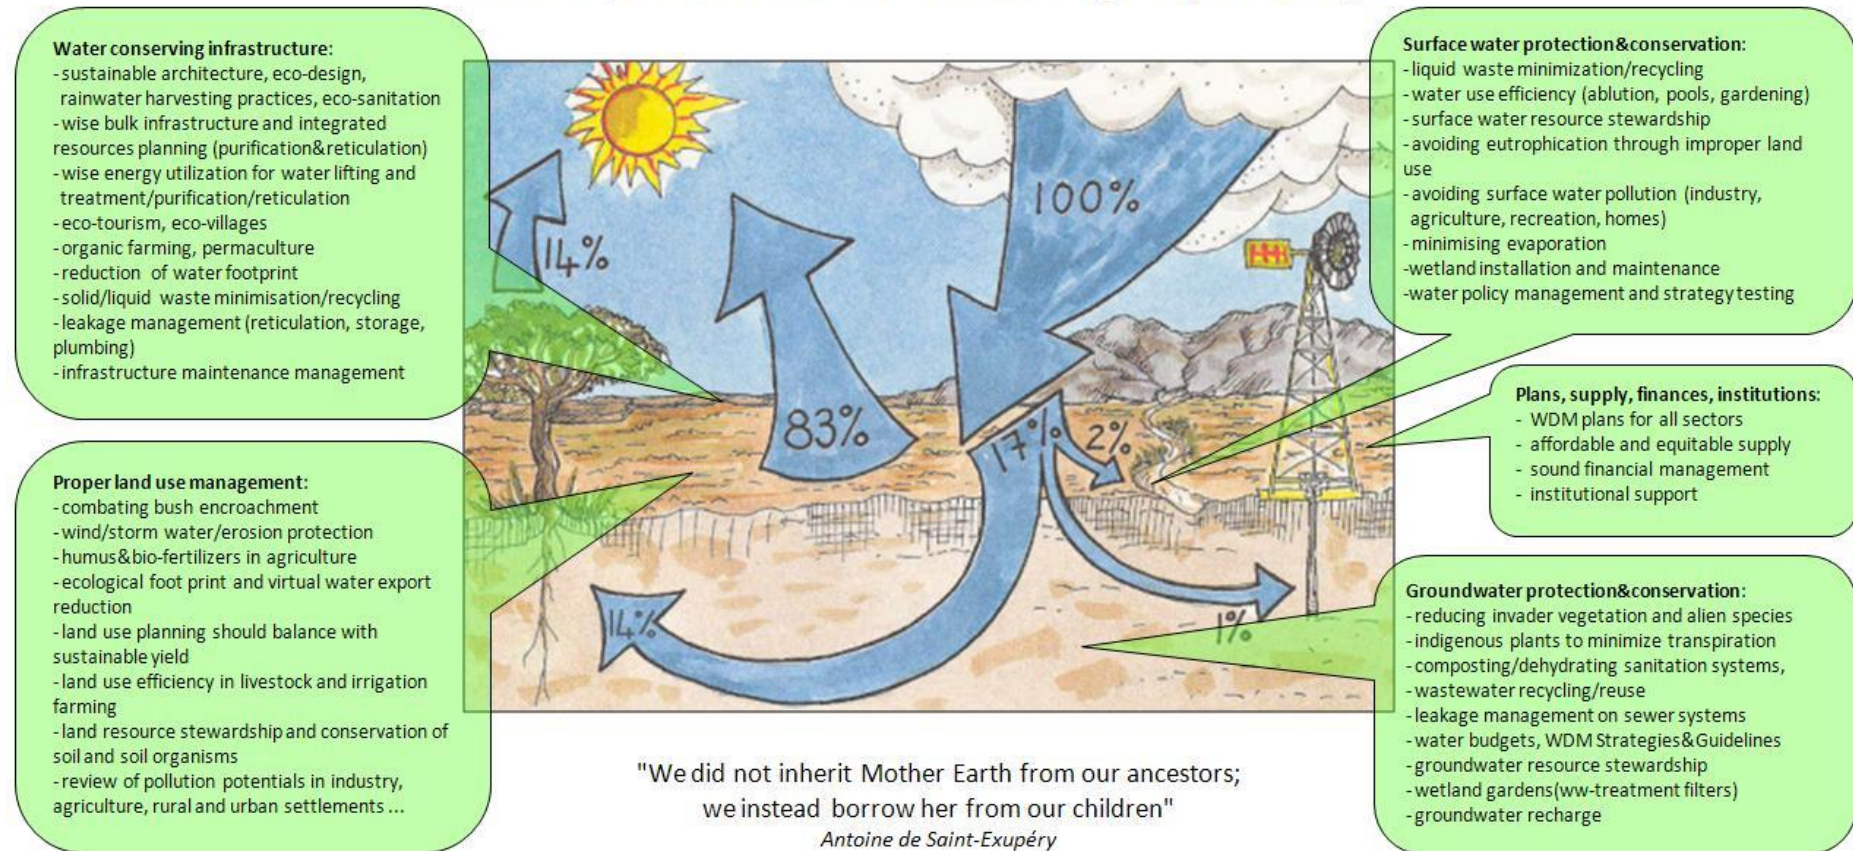 Water conserving infrastructure:
- sustainable architecture, eco-design,
rainwater harvesting practices, eco-sanitation
- wise bulk infrastructure and integrated
resources planning (purification&reticulation)
- wise energy utilization for water lifting and
treatment/purification/reticulation
- eco-tourism, eco-villages
- organic farming, permaculture
- reduction of water footprint
- solid/liquid waste minimisation/recycling
- leakage management (reticulation, storage,
plumbing)
- infrastructure maintenance management
Proper land use management:
- combating bush encroachment
- wind/storm water/erosion protection
- humus&bio-fertilizers in agriculture
- ecological foot print and virtual water export
reduction
- land use planning should balance with
sustainable yield
- land use efficiency in livestock and irrigation
farming
- land resource stewardship and conservation of
soil and soil organisms
- review of pollution potentials in industry,
agriculture, rural and urban settlements ...
14%
83%
100%
17%
2%
14%
1%
"We did not inherit Mother Earth from our ancestors;
we instead borrow her from our children"
Antoine de Saint-Exupéry
Surface water protection&conservation:
- liquid waste minimization/recycling
- water use efficiency (ablution, pools, gardening)
- surface water resource stewardship
- avoiding eutrophication through improper land
use
- avoiding surface water pollution (industry,
agriculture, recreation, homes)
- minimising evaporation
-wetland installation and maintenance
-water policy management and strategy testing
Plans, supply, finances, institutions:
- WDM plans for all sectors
- affordable and equitable supply
- sound financial management
- institutional support
Groundwater protection&conservation:
- reducing invader vegetation and alien species
- indigenous plants to minimize transpiration
- composting/dehydrating sanitation systems,
- wastewater recycling/reuse
- leakage management on sewer systems
- water budgets, WDM Strategies&Guidelines
- groundwater resource stewardship
- wetland gardens(ww-treatment filters)
- groundwater recharge